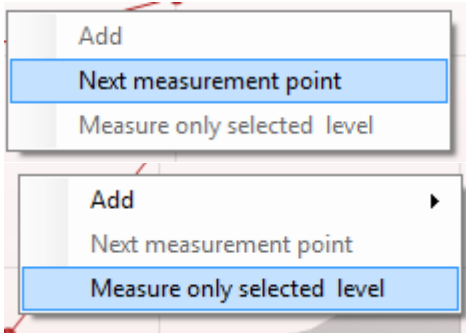 Add
Next measurement point
Measure only selected level
Add
Next measurement point
Measure only selected level